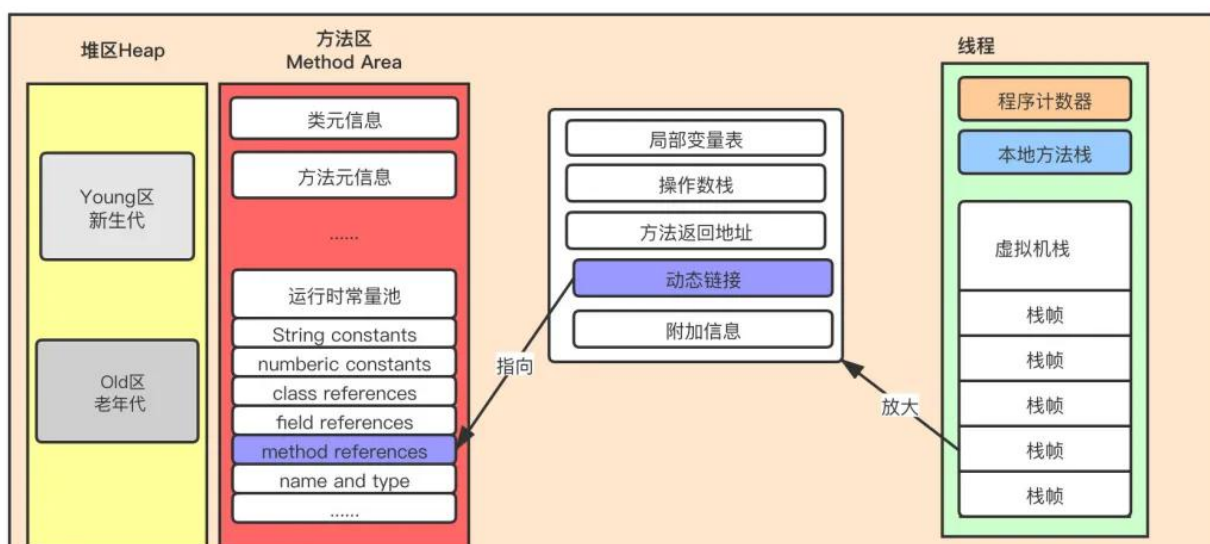 堆区Heap
Young区
新生代
Old区
老年代
方法区
Method Area
类元信息
方法元信息
......
运行时常量池
String constants
numberic constants
class references
field references
method references
name and type
......
指向
局部变量表
操作数栈
方法返回地址
动态链接
附加信息
放大
线程
程序计数器
本地方法栈
虚拟机栈
栈帧
栈帧
栈帧
栈帧
栈帧